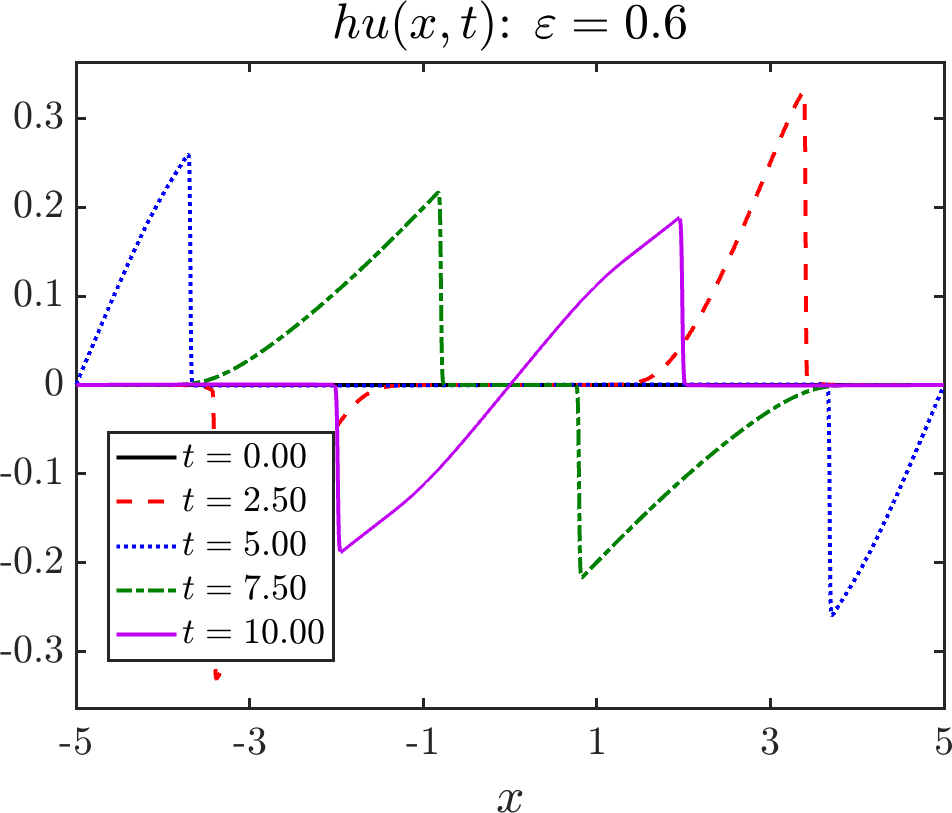 hu(x, t): ε = 0.6
0.3
0.2
0.1
0
-0.1
-0.2
-0.3
t = 0.00
t = 2.50
t = 5.00
t = 7.50
t = 10.00
-5 -3 -1 1 3 5
x